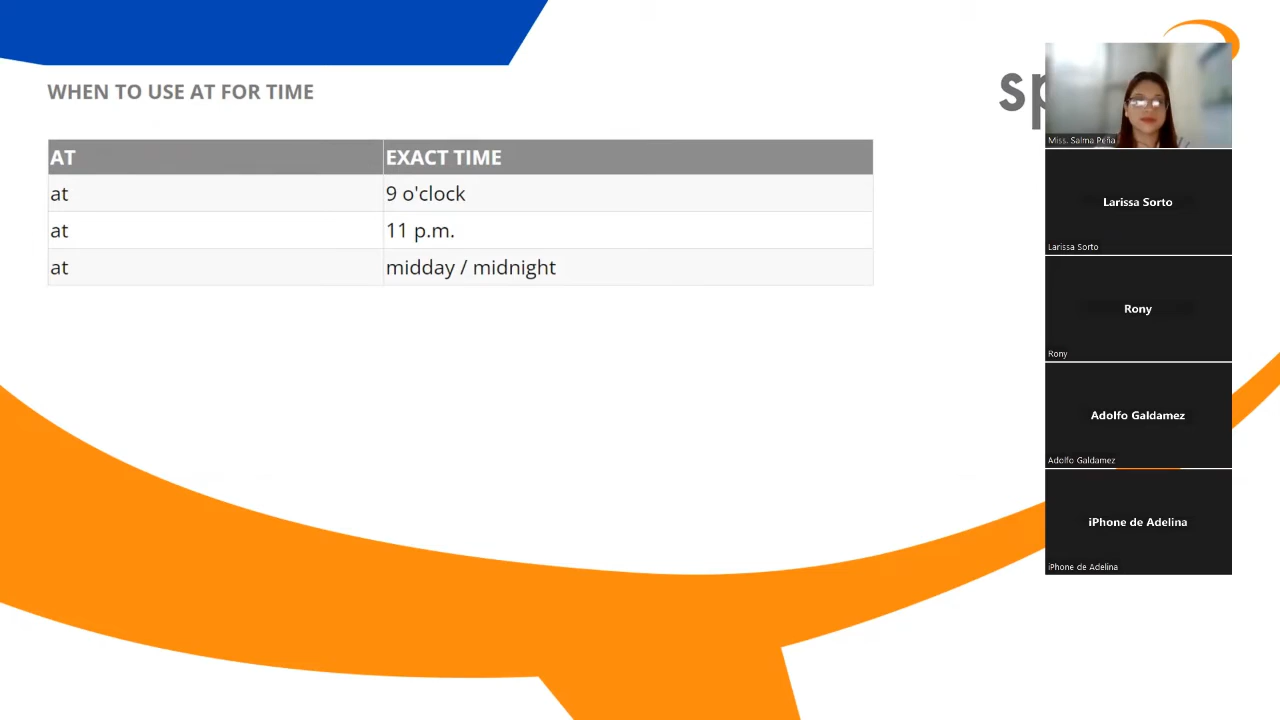 WHEN TO USE AT FOR TIME
AT EXACT TIME
at 9 o'clock
at 11 p.m.
at midday / midnight
Miss. Salma Peña
Larissa Sorto
Larissa Sorto
Rony
Rony
Adolfo Galdamez
Adolfo Galdamez
iPhone de Adelina
iPhone de Adelina